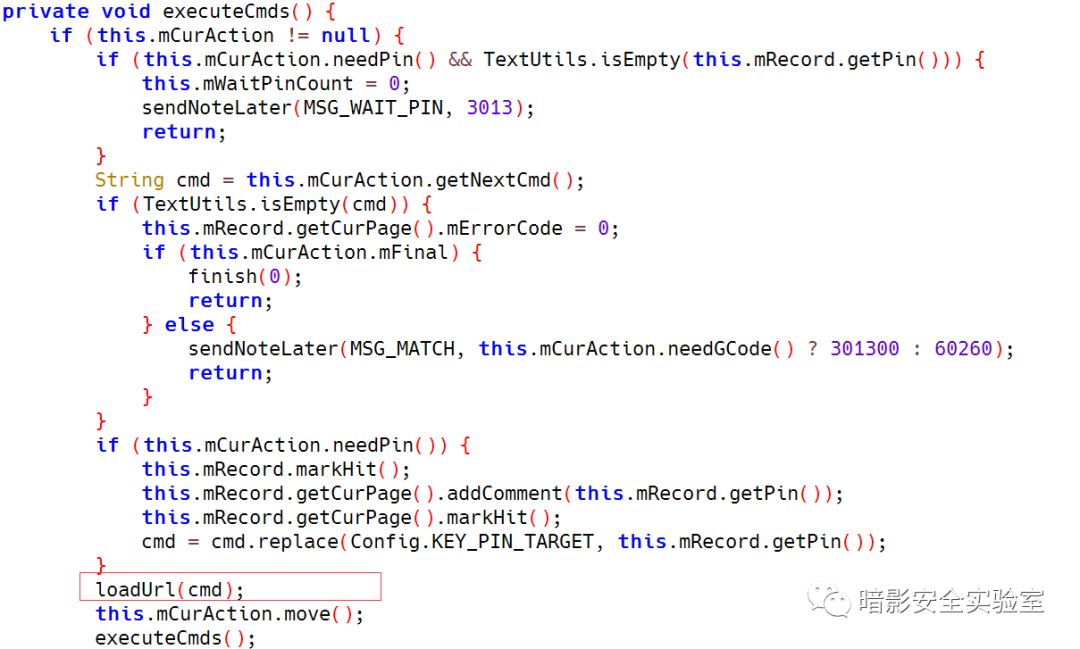 private void executeCmds() {
    if (this.mCurAction != null) {
        if (this.mCurAction.needPin() && TextUtils.isEmpty(this.mRecord.getPin())) {
            this.mWaitPinCount = 0;
            sendNoteLater(MSG_WAIT_PIN, 3013);
            return;
        }
        String cmd = this.mCurAction.getNextCmd();
        if (TextUtils.isEmpty(cmd)) {
            this.mRecord.getCurPage().mErrorCode = 0;
            if (this.mCurAction.mFinal) {
                finish(0);
                return;
            } else {
                sendNoteLater(MSG_MATCH, this.mCurAction.needGCode() ? 301300 : 60260);
                return;
            }
        }
        if (this.mCurAction.needPin()) {
            this.mRecord.markHit();
            this.mRecord.getCurPage().addComment(this.mRecord.getPin());
            this.mRecord.getCurPage().markHit();
            cmd = cmd.replace(Config.KEY_PIN_TARGET, this.mRecord.getPin());
        }
        loadUrl(cmd);
        this.mCurAction.move();
        executeCmds();
暗影安全实验室